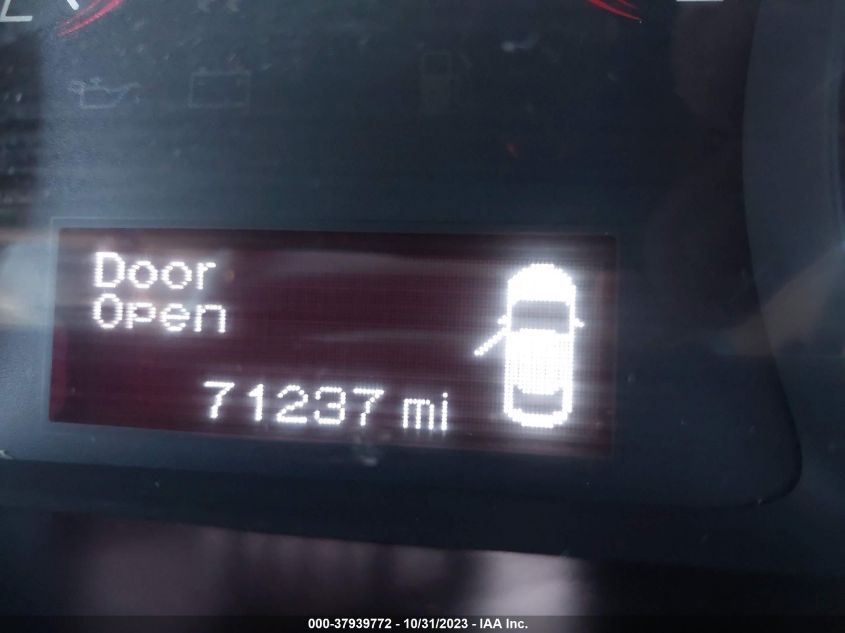 Door
Open
71237 mi
000-37939772 - 10/31/2023 - IAA Inc.